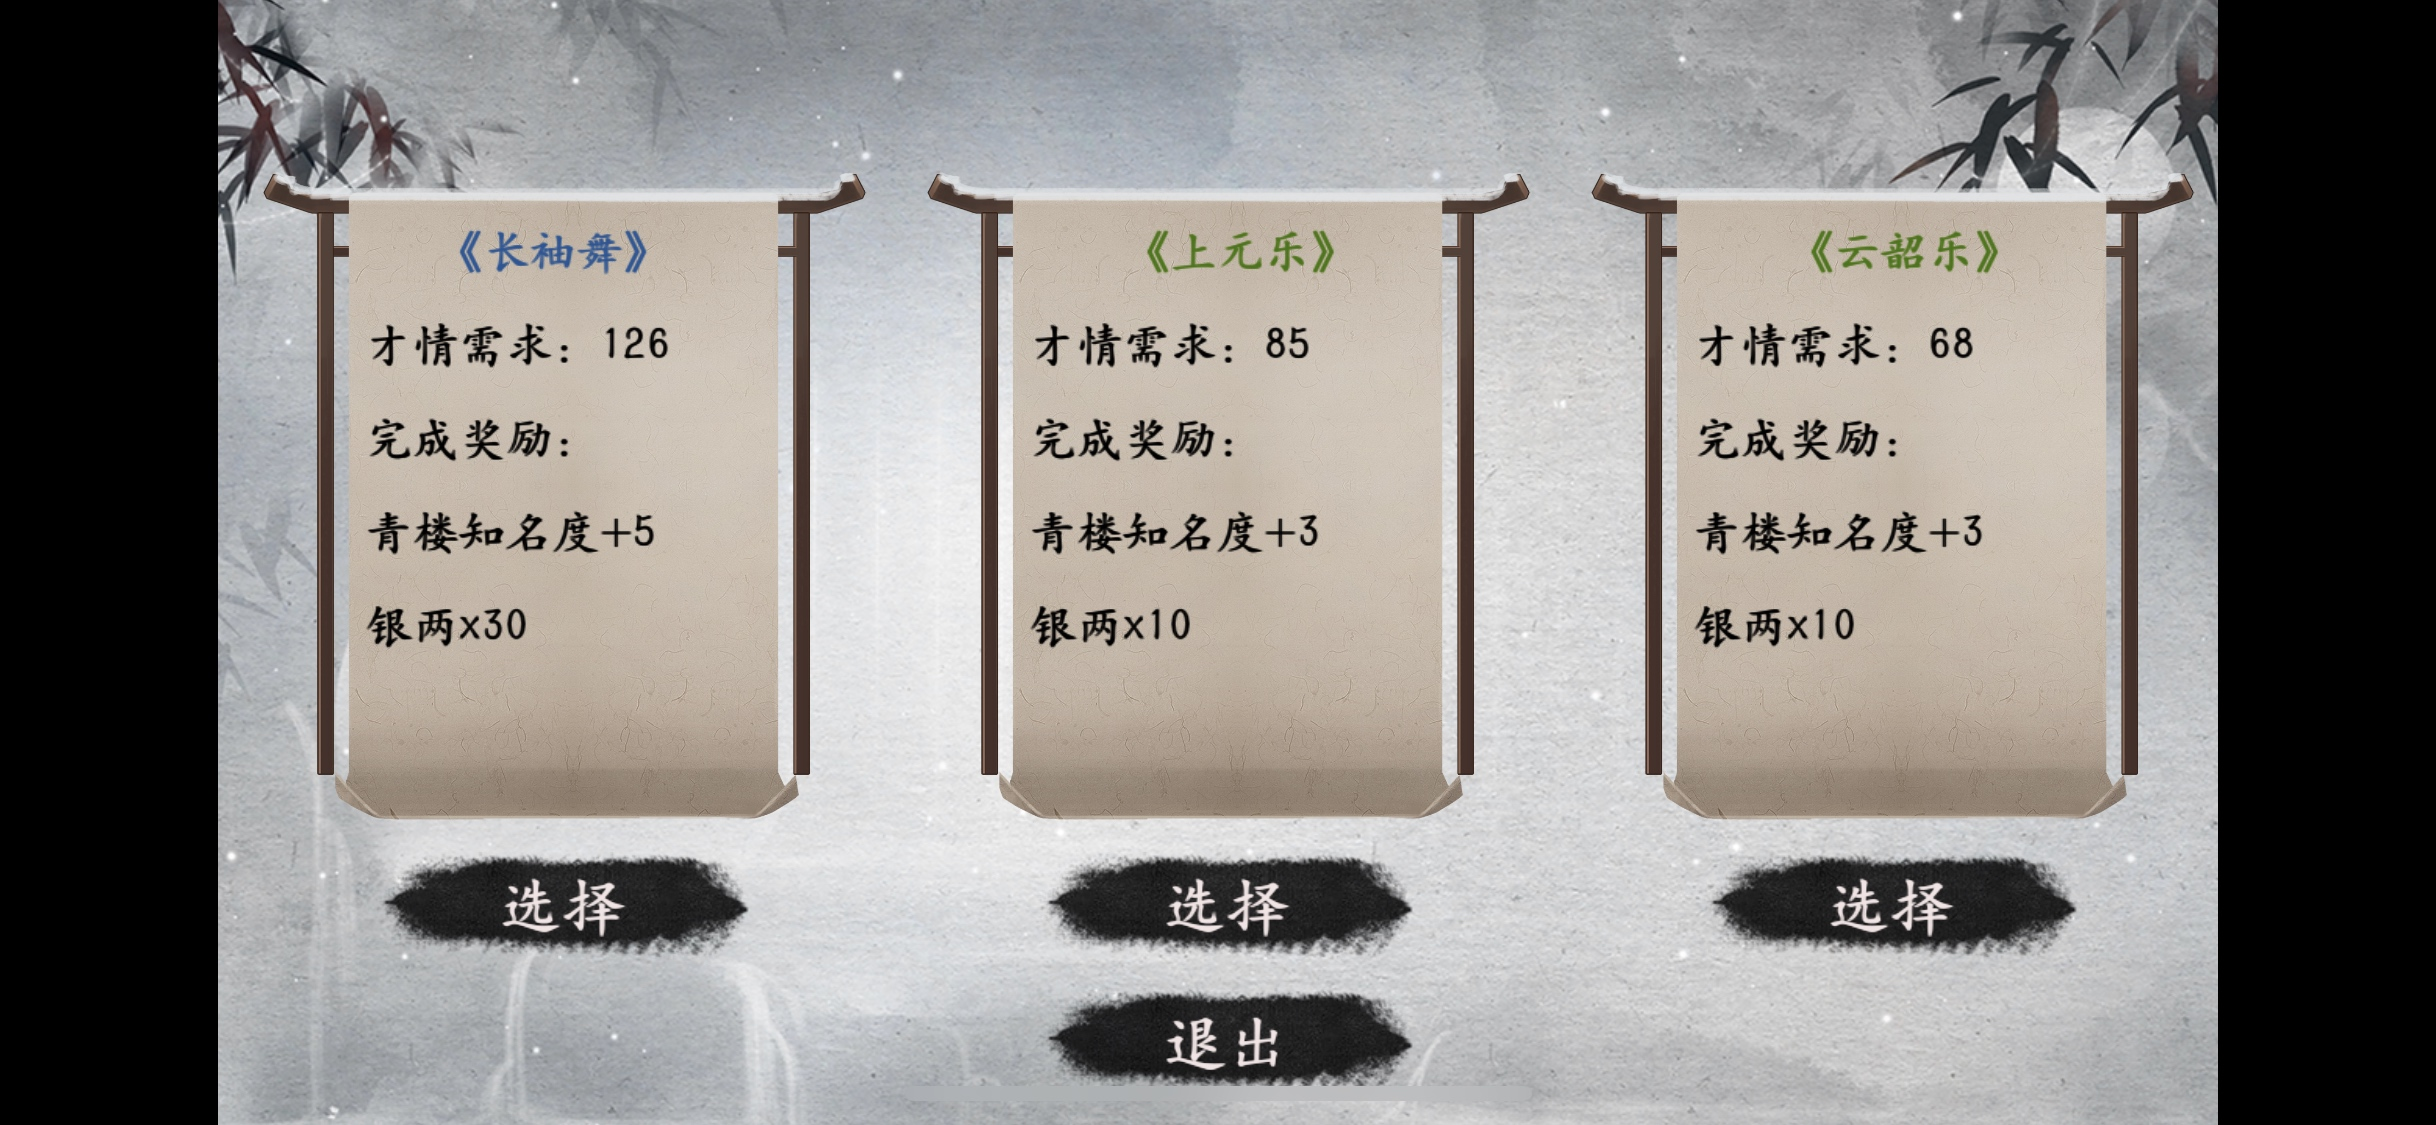 《长袖舞》
才情需求：126
完成奖励：
青楼知名度+5
银两x30
选择
《上元乐》
才情需求：85
完成奖励：
青楼知名度+3
银两x10
选择
《云韶乐》
才情需求：68
完成奖励：
青楼知名度+3
银两x10
选择
退出